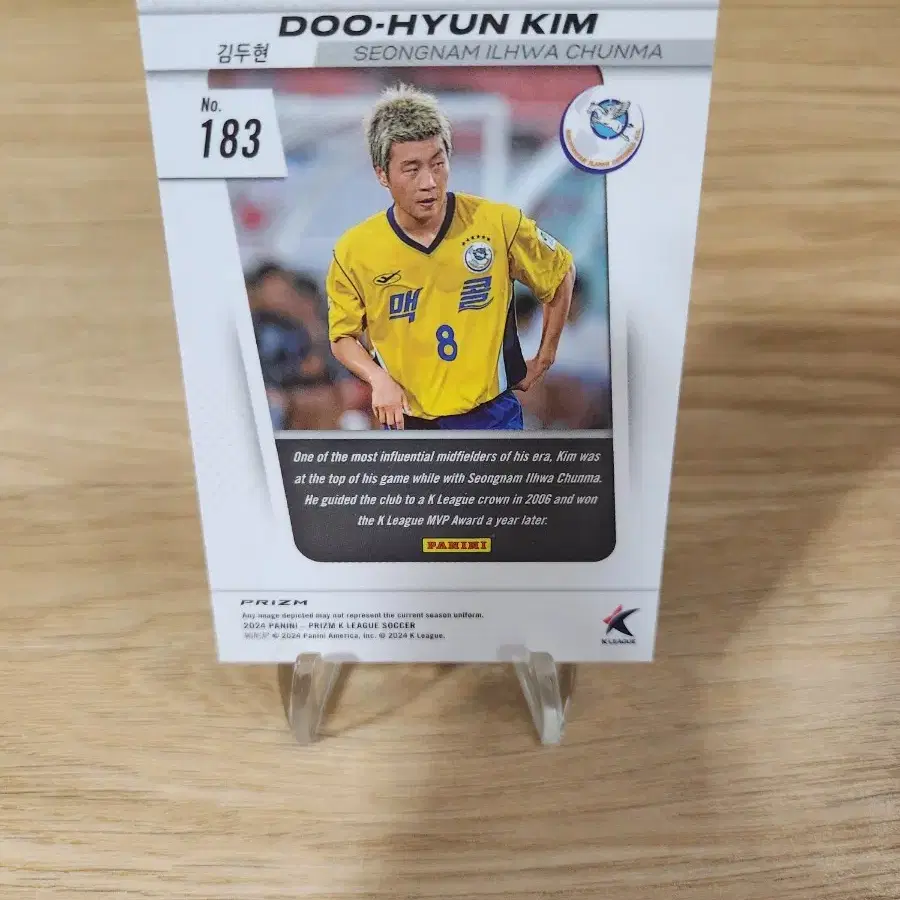 DOO-HYUN KIM
김두현
SEONGNAM ILHWA CHUNMA
No.
183
맥콜
8
One of the most influential midfielders of his era, Kim was
at the top of his game while with Seongnam Ilhwa Chunma.
He guided the club to a K League crown in 2006 and won
the K League MVP Award a year later.
PANINI
PRIZM
Any image depicted may not represent the current season uniform.
2024 PANINI – PRIZM K LEAGUE SOCCER
© 2024 Panini America, Inc. © 2024 K League.
K LEAGUE